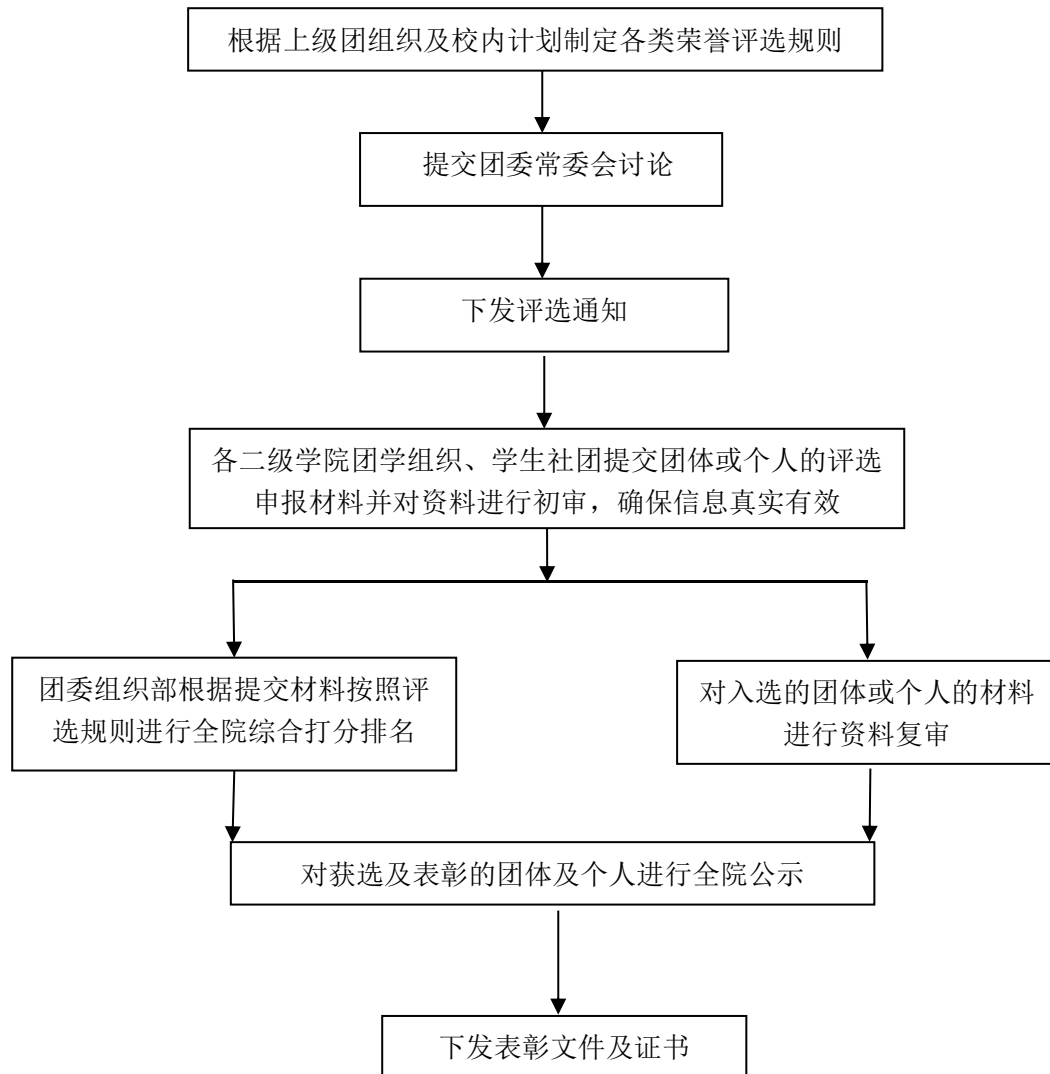 根据上级团组织及校内计划制定各类荣誉评选规则
提交团委常委会讨论
下发评选通知
各二级学院团学组织、学生社团提交团体或个人的评选
申报材料并对资料进行初审，确保信息真实有效
团委组织部根据提交材料按照评
选规则进行全院综合打分排名
对入选的团体或个人的材料
进行资料复审
对获选及表彰的团体及个人进行全院公示
下发表彰文件及证书